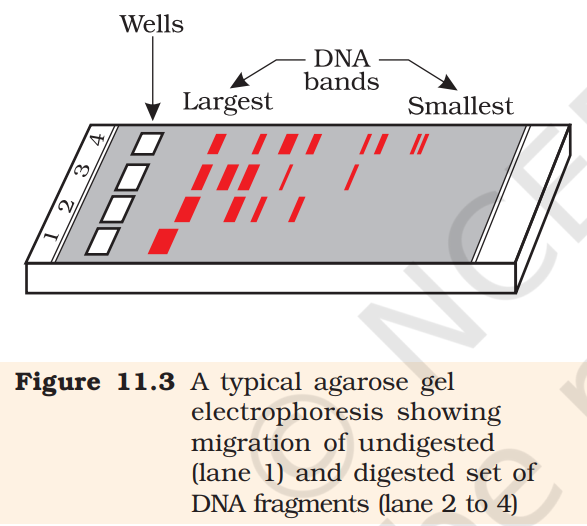 Wells
DNA
bands
Largest
Smallest
1 2 3 4
Figure 11.3 A typical agarose gel
electrophoresis showing
migration of undigested
(lane 1) and digested set of
DNA fragments (lane 2 to 4)